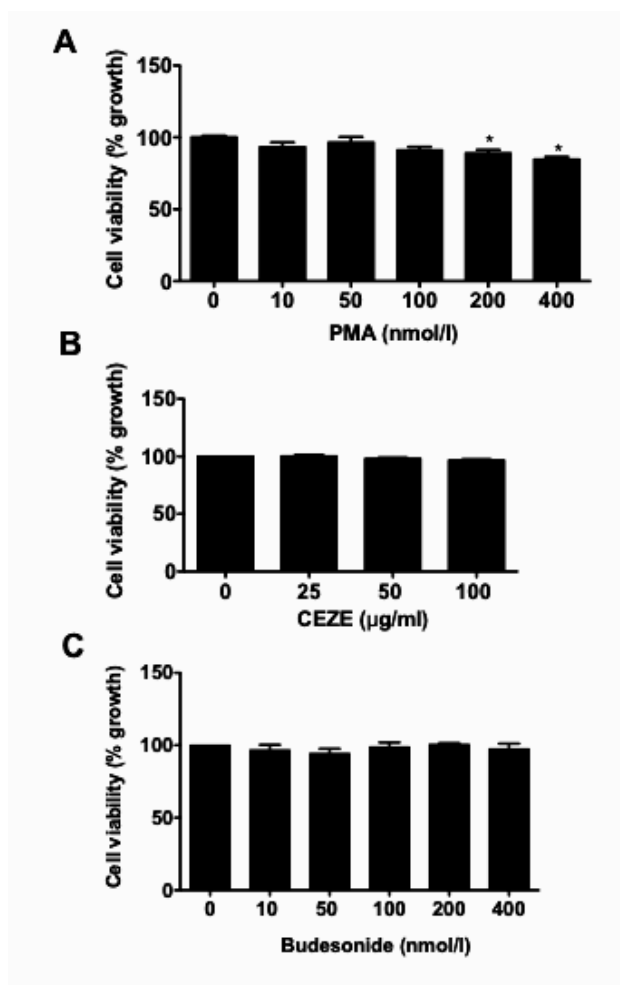 A
Cell viability (% growth)
150
100
50
0
* *
0 10 50 100 200 400
PMA (nmol/l)
B
Cell viability (% growth)
150
100
50
0
0 25 50 100
CEZE (μg/ml)
C
Cell viability (% growth)
150
100
50
0
0 10 50 100 200 400
Budesonide (nmol/l)